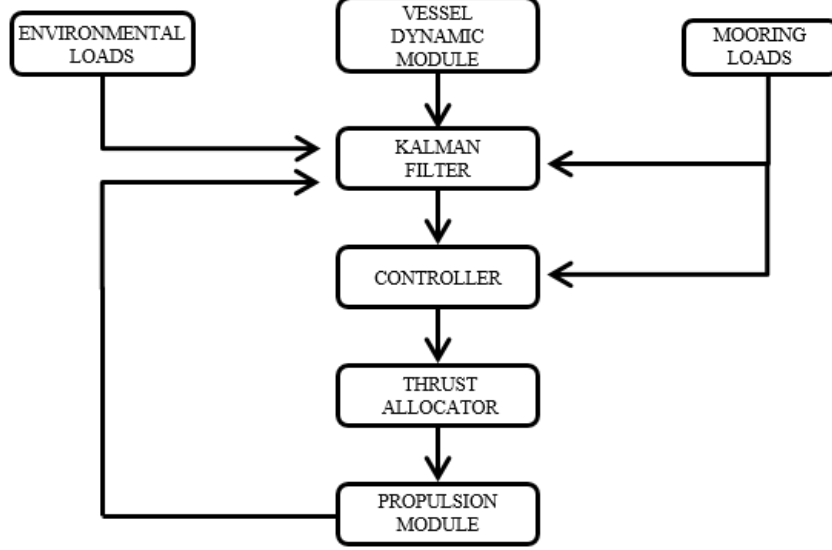 ENVIRONMENTAL
LOADS
VESSEL
DYNAMIC
MODULE
MOORING
LOADS
KALMAN
FILTER
CONTROLLER
THRUST
ALLOCATOR
PROPULSION
MODULE